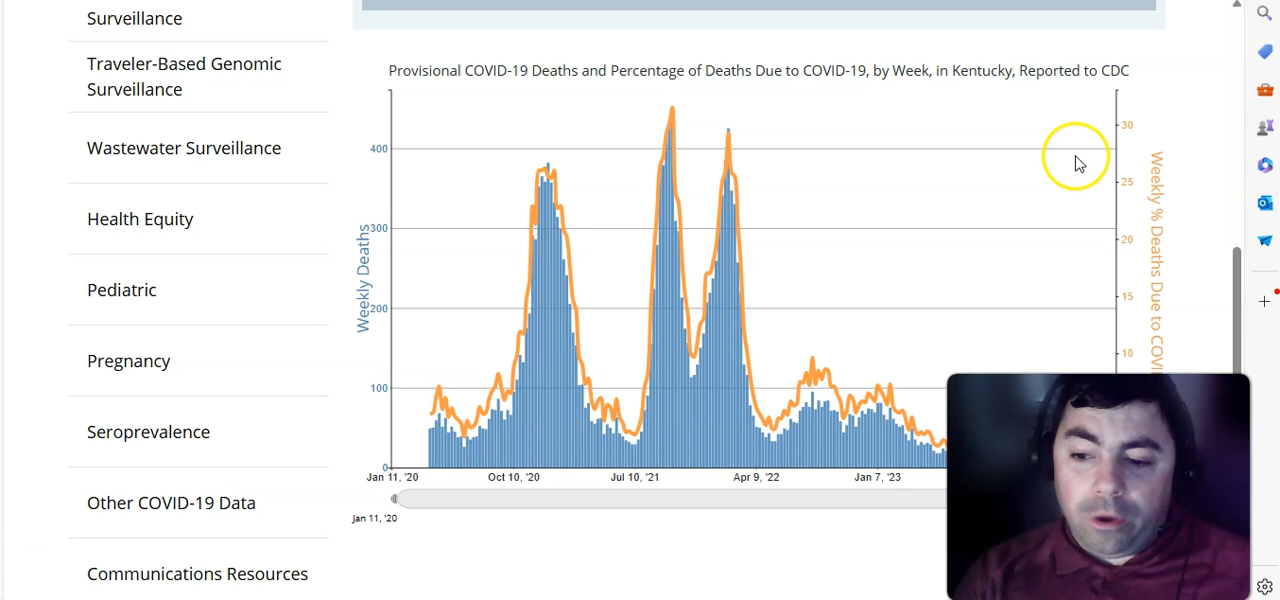 Surveillance
Traveler-Based Genomic
Surveillance
Wastewater Surveillance
Health Equity
Pediatric
Pregnancy
Seroprevalence
Other COVID-19 Data
Communications Resources
Provisional COVID-19 Deaths and Percentage of Deaths Due to COVID-19, by Week, in Kentucky, Reported to CDC
Weekly Deaths
400
300
200
100
0
30
25
20
15
10
Weekly % Deaths Due to COVI
Jan 11, '20
Oct 10, '20
Jul 10, '21
Apr 9, '22
Jan 7, '23
Jan 11, '20